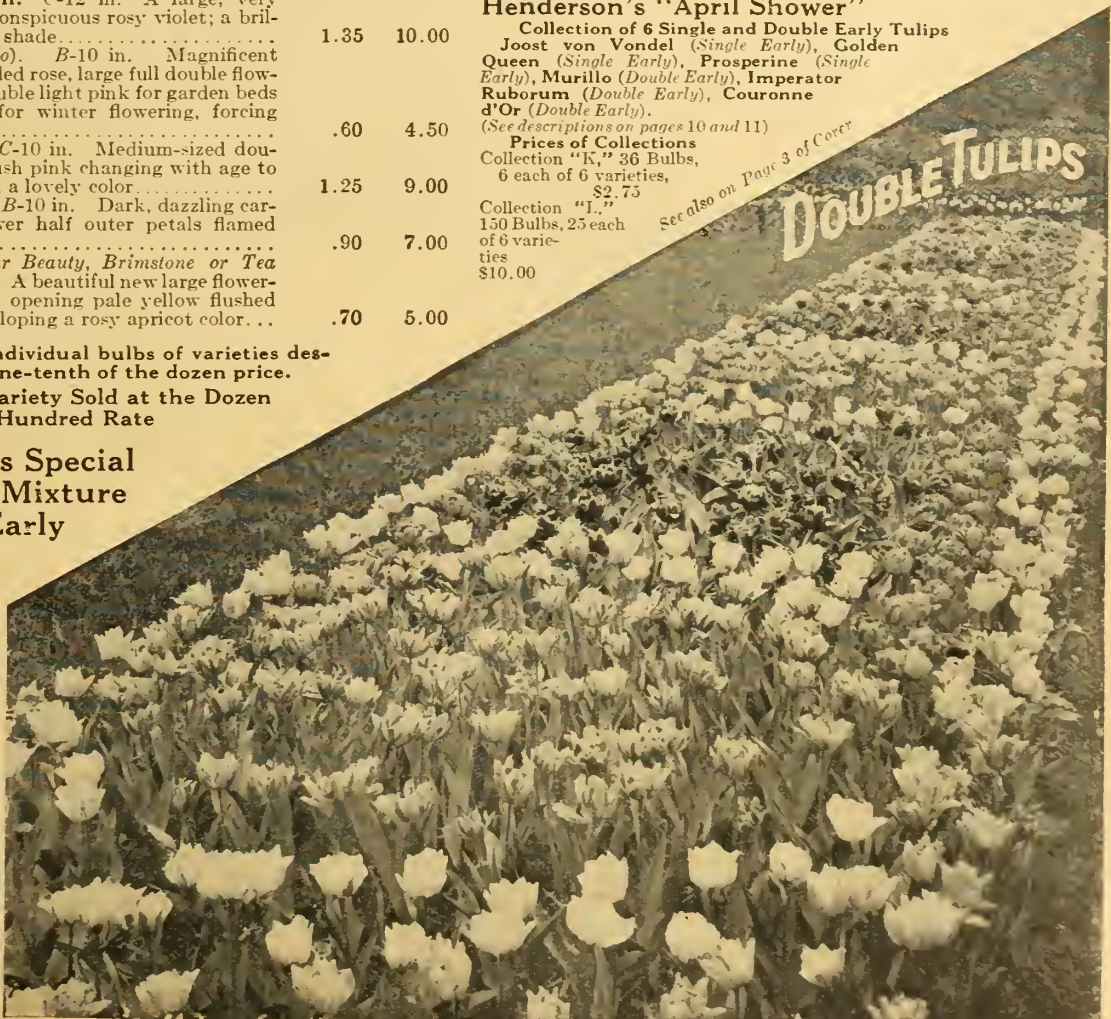 in. C-12 in. A large, very
onspicuous rosy violet; a bril-
shade.................... 1.35 10.00
o). B-10 in. Magnificent
led rose, large full double flow-
uble light pink for garden beds
for winter flowering, forcing
.................... .60 4.50
C-10 in. Medium-sized dou-
sh pink changing with age to
a lovely color............... 1.25 9.00
B-10 in. Dark, dazzling car-
ver half outer petals flamed
.................... .90 7.00
r Beauty, Brimstone or Tea
A beautiful new large flower-
opening pale yellow flushed
loping a rosy apricot color... .70 5.00
ndividual bulbs of varieties des-
ne-tenth of the dozen price.
ariety Sold at the Dozen
Hundred Rate
s Special
Mixture
Early
Henderson's "April Shower"
Collection of 6 Single and Double Early Tulips
Joost von Vondel (Single Early), Golden
Queen (Single Early), Prosperine (Single
Early), Murillo (Double Early), Imperator
Ruborum (Double Early), Couronne
d'Or (Double Early).
(See descriptions on pages 10 and 11)
Prices of Collections
Collection "K," 36 Bulbs,
6 each of 6 varieties,
$2.75
Collection "L,"
150 Bulbs, 25 each
of 6 varie-
ties
$10.00
See also on Page 3 of Cover
DOUBLE TULIPS